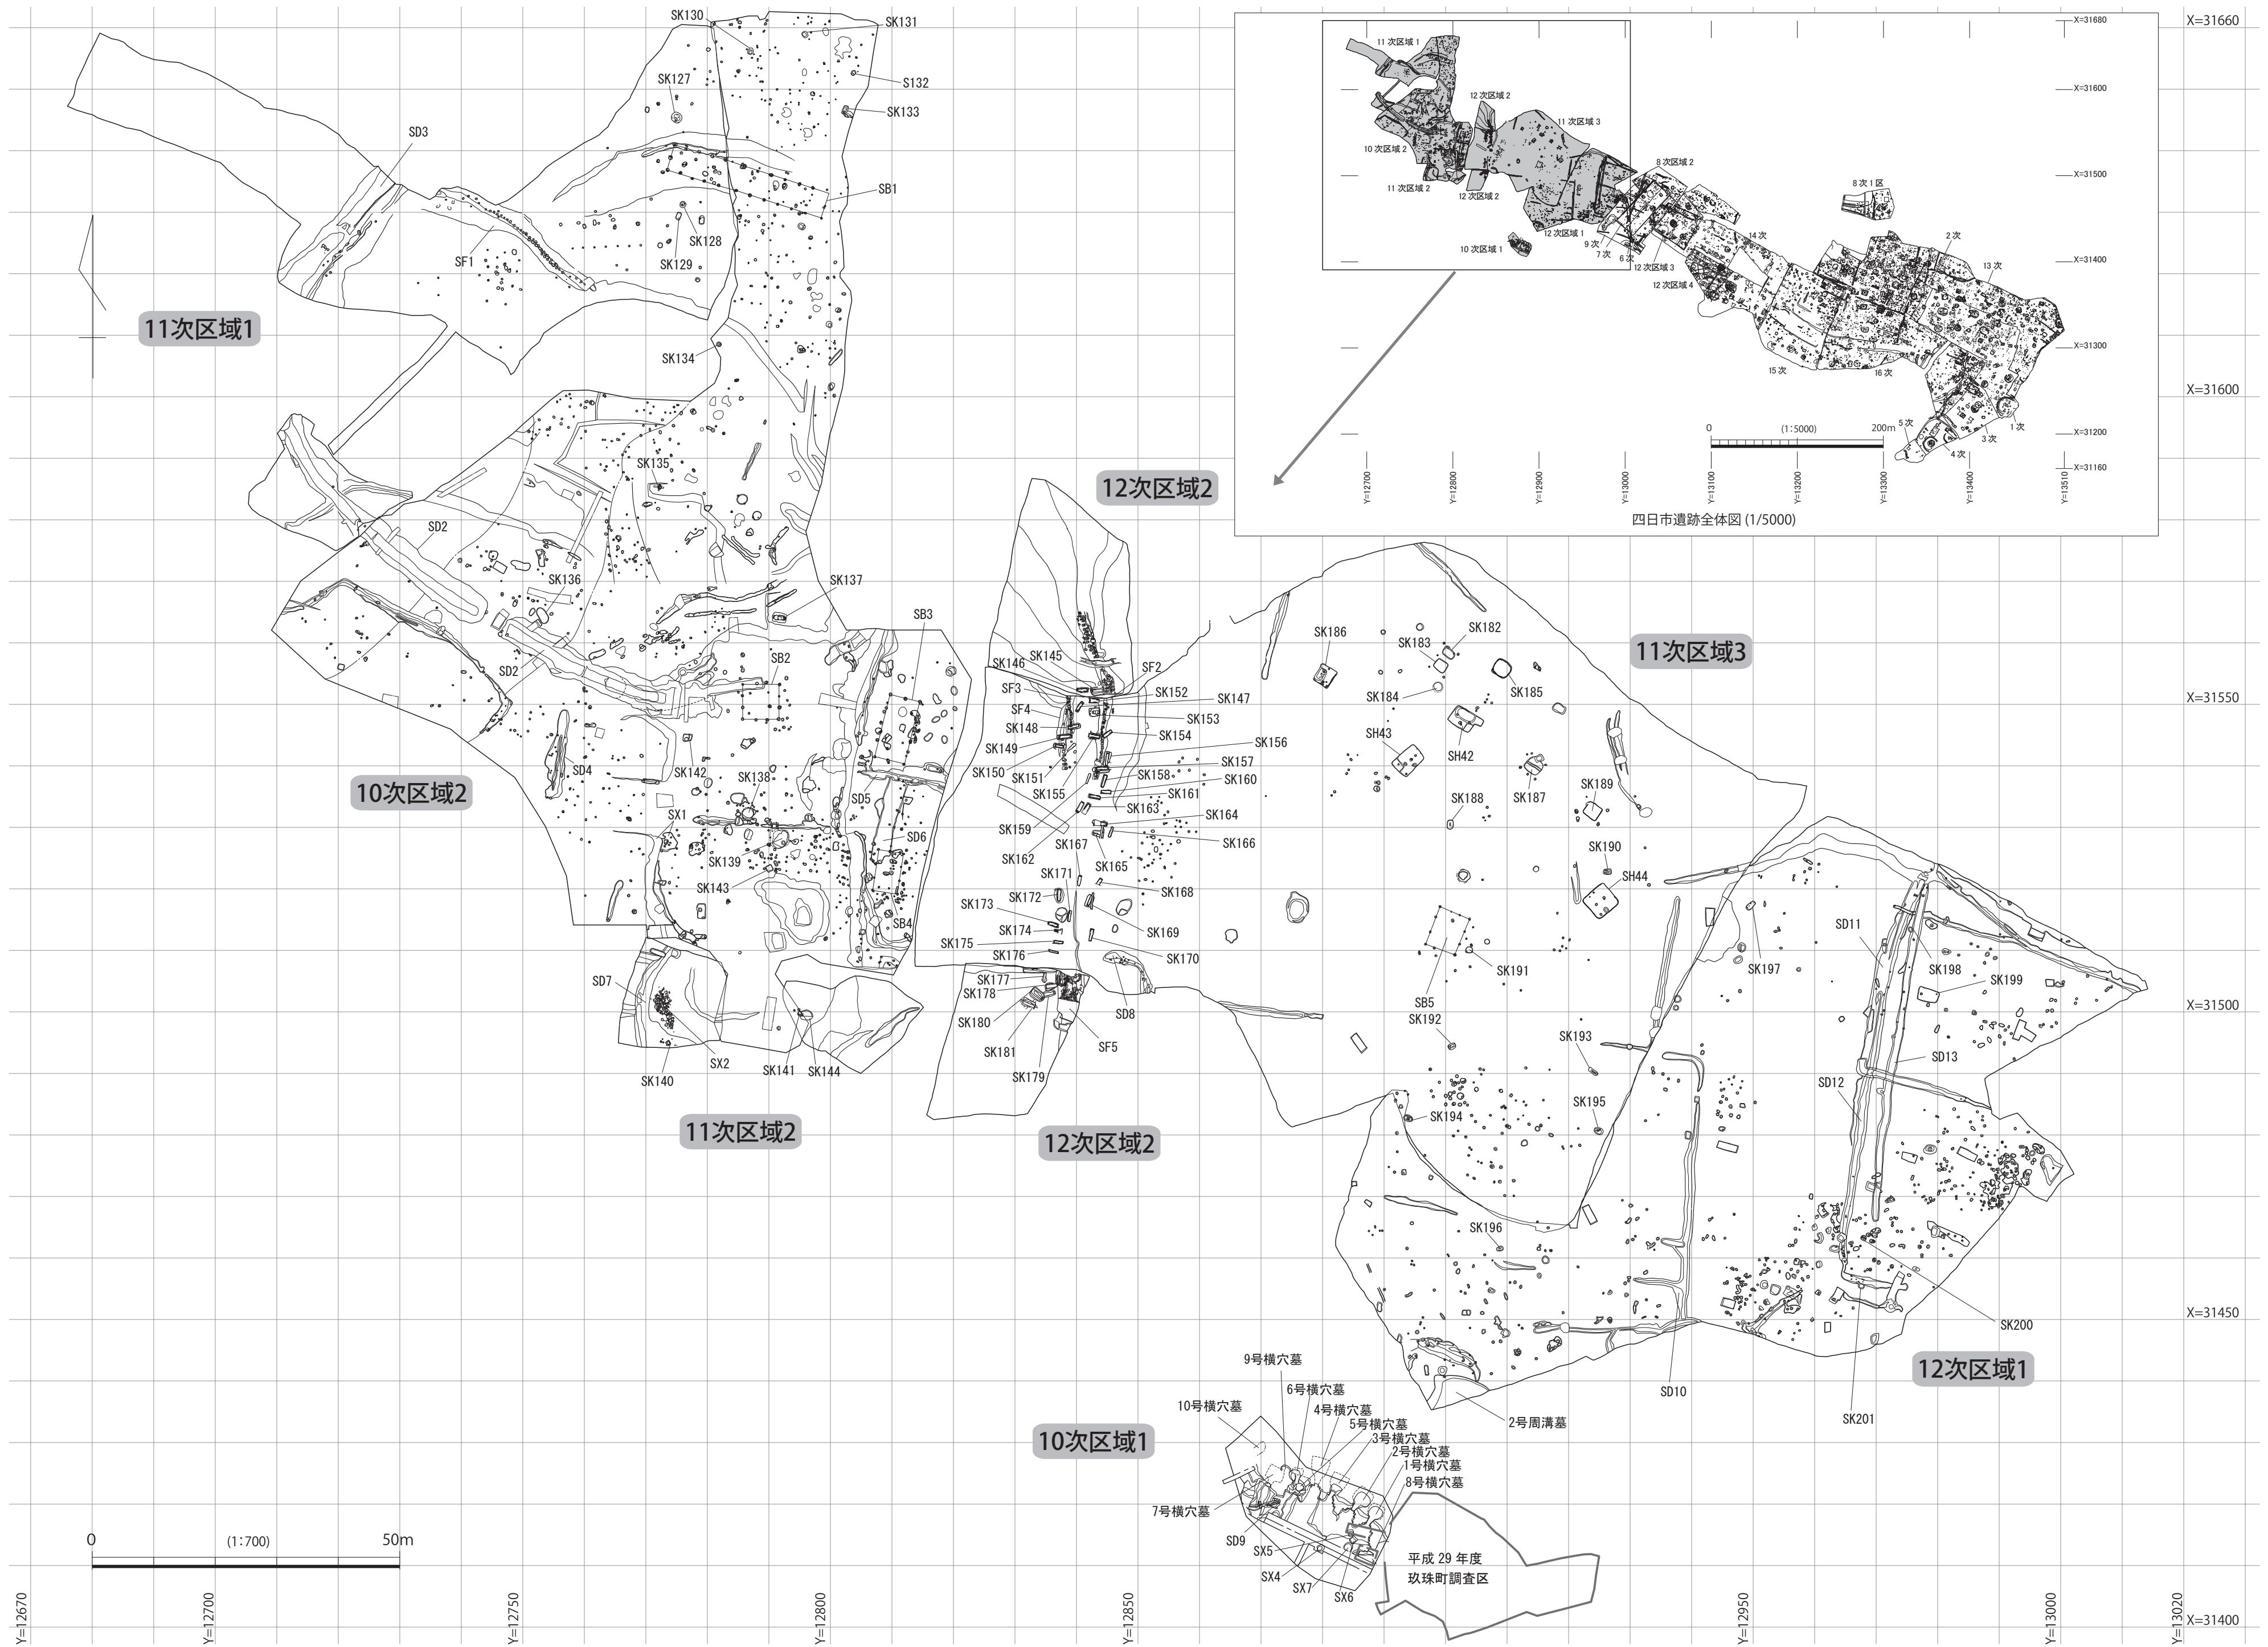 SK130
SK131
X=31660
SK127
S132
SK133
SD3
SB1
SK128
SF1
SK129
11次区域1
SK134
X=31600
11次区域1
12次区域2
11次区域3
8次区域2
10次区域2
11次区域2
12次区域2
12次区域1
10次区域1
9次
7次
6次
12次区域3
12次区域4
14次
8次1区
2次
13次
15次
16次
5次
4次
3次
1次
X=31680
X=31600
X=31500
X=31400
X=31300
X=31200
X=31160
0
(1:5000)
200m
Y=12700
Y=12800
Y=12900
Y=13000
Y=13100
Y=13200
Y=13300
Y=13400
Y=13510
四日市遺跡全体図 (1/5000)
SK135
12次区域2
SD2
SK136
SK137
SB3
SD2
SB2
SD4
SK142
SK138
10次区域2
SD5
SX1
SD6
SK139
SK143
SB4
SD7
SX2
SK140
SK141
SK144
11次区域2
SK145
SK146
SF2
SF3
SK152
SK147
SF4
SK153
SK148
SK154
SK149
SK156
SK150
SK157
SK151
SK158
SK160
SK155
SK161
SK163
SK159
SK164
SK162
SK167
SK166
SK165
SK171
SK172
SK168
SK173
SK174
SK169
SK175
SK176
SK170
SK177
SK178
SD8
SK180
SK181
SF5
SK179
12次区域2
11次区域3
SK186
SK183
SK182
SK184
SK185
X=31550
SH43
SH42
SK187
SK189
SK188
SK190
SH44
SK191
SB5
SK192
SK193
SK194
SK195
SK196
SK197
SD11
SK198
SK199
X=31500
SD13
SD12
SK200
X=31450
12次区域1
SD10
SK201
2号周溝墓
9号横穴墓
6号横穴墓
10号横穴墓
4号横穴墓
5号横穴墓
3号横穴墓
2号横穴墓
1号横穴墓
8号横穴墓
10次区域1
7号横穴墓
SD9
SX5
SX4
SX7
SX6
平成 29 年度
玖珠町調査区
0
(1:700)
50m
X=31400
Y=12670
Y=12700
Y=12750
Y=12800
Y=12850
Y=12950
Y=13000
Y=13020